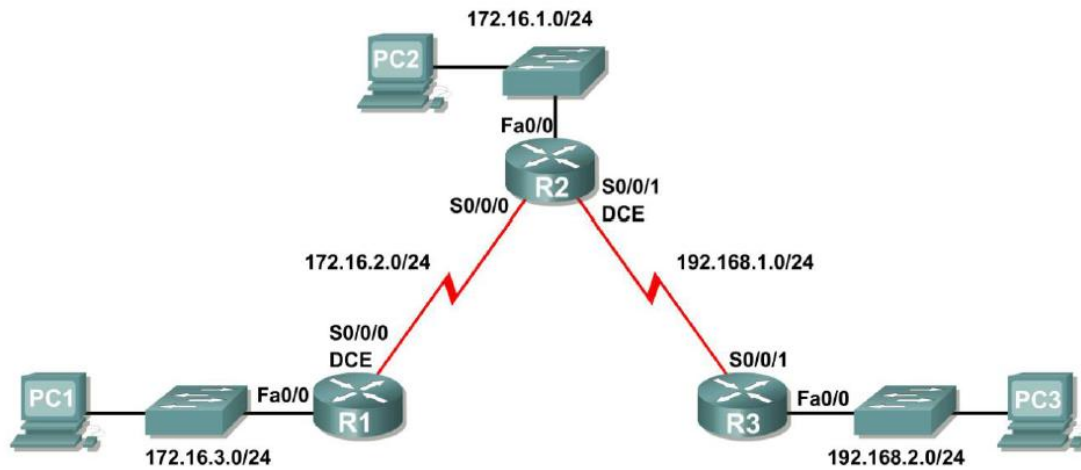 172.16.1.0/24
PC2
Fa0/0
R2
S0/0/0
S0/0/1
DCE
172.16.2.0/24
192.168.1.0/24
S0/0/0
DCE
S0/0/1
PC1
Fa0/0
R1
R3
Fa0/0
PC3
172.16.3.0/24
192.168.2.0/24